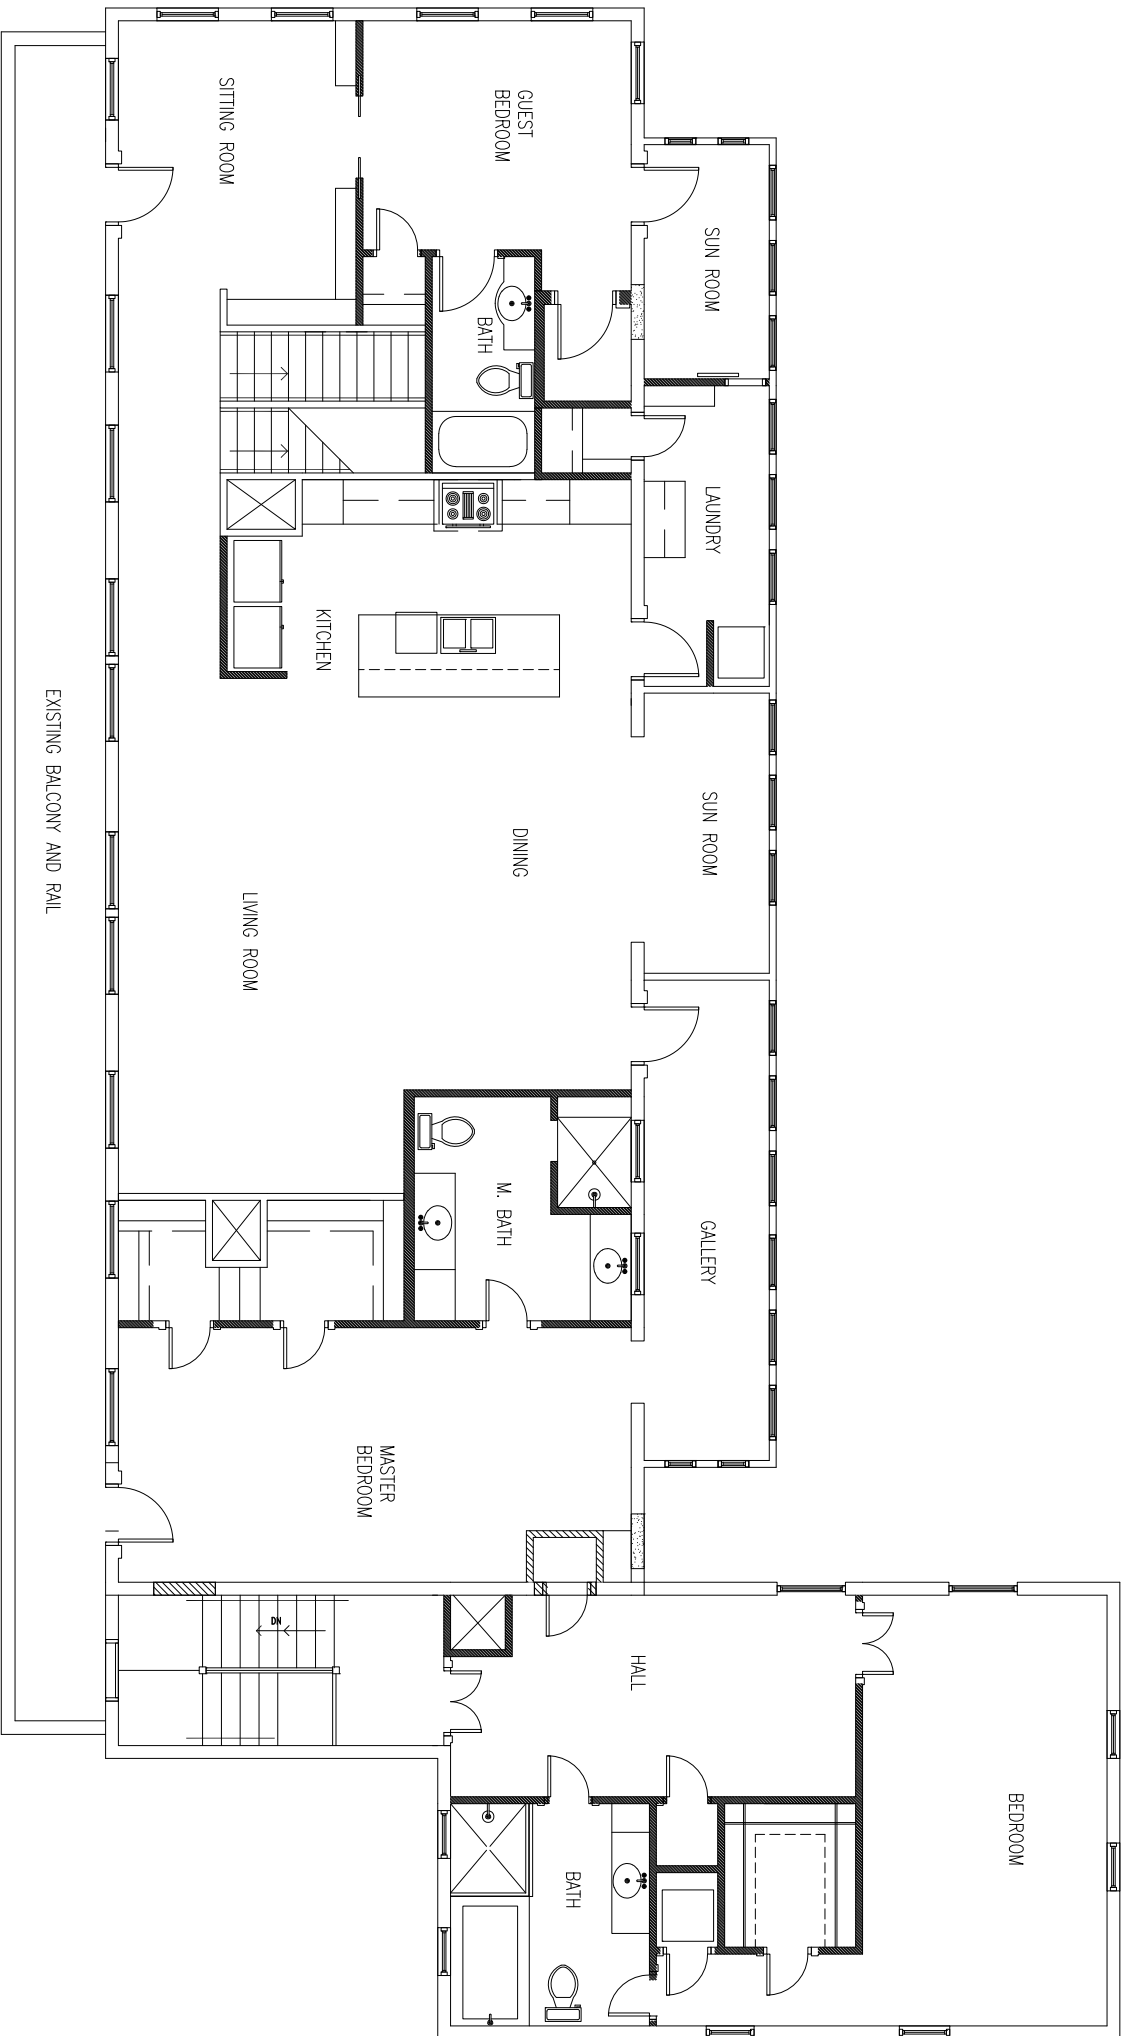 SITTING ROOM
GUEST
BEDROOM
SUN ROOM
BATH
LAUNDRY
KITCHEN
SUN ROOM
DINING
LIVING ROOM
EXISTING BALCONY AND RAIL
M. BATH
GALLERY
MASTER
BEDROOM
DN
HALL
BEDROOM
BATH